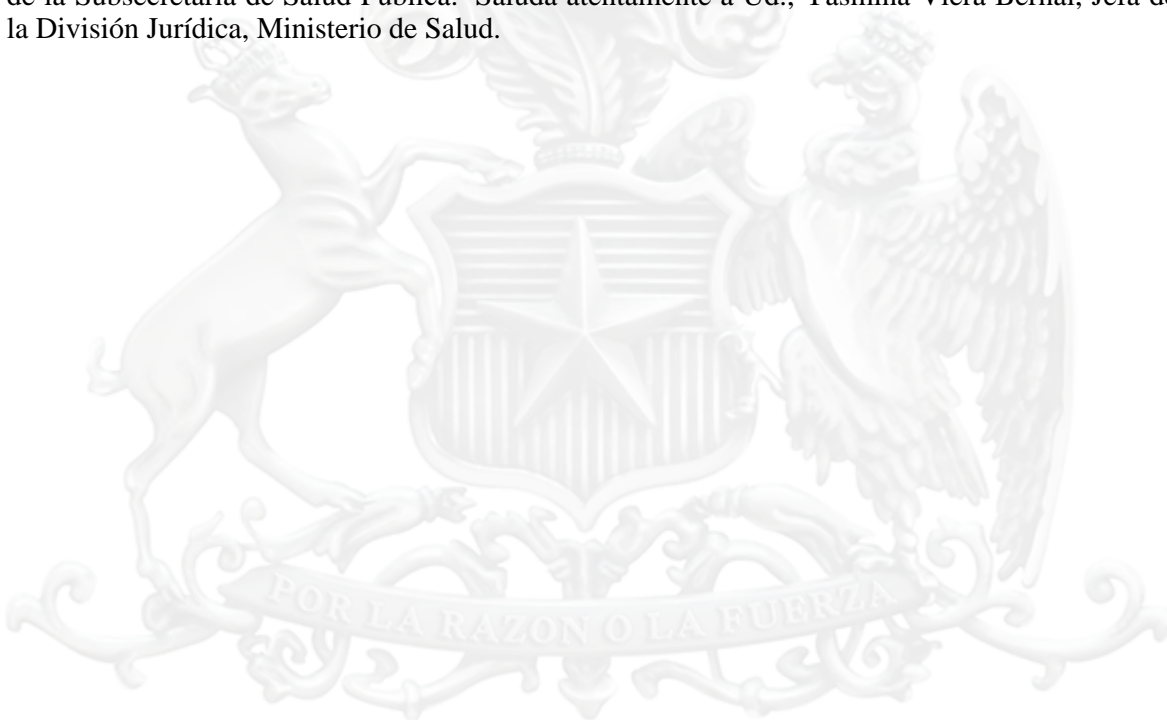 de la Subsecretaría de Salud Pública.- Saluda atentamente a Ud., Yasmina Viera Bernal, Jefa de
la División Jurídica, Ministerio de Salud.
POR LA RAZON O LA FUERZA